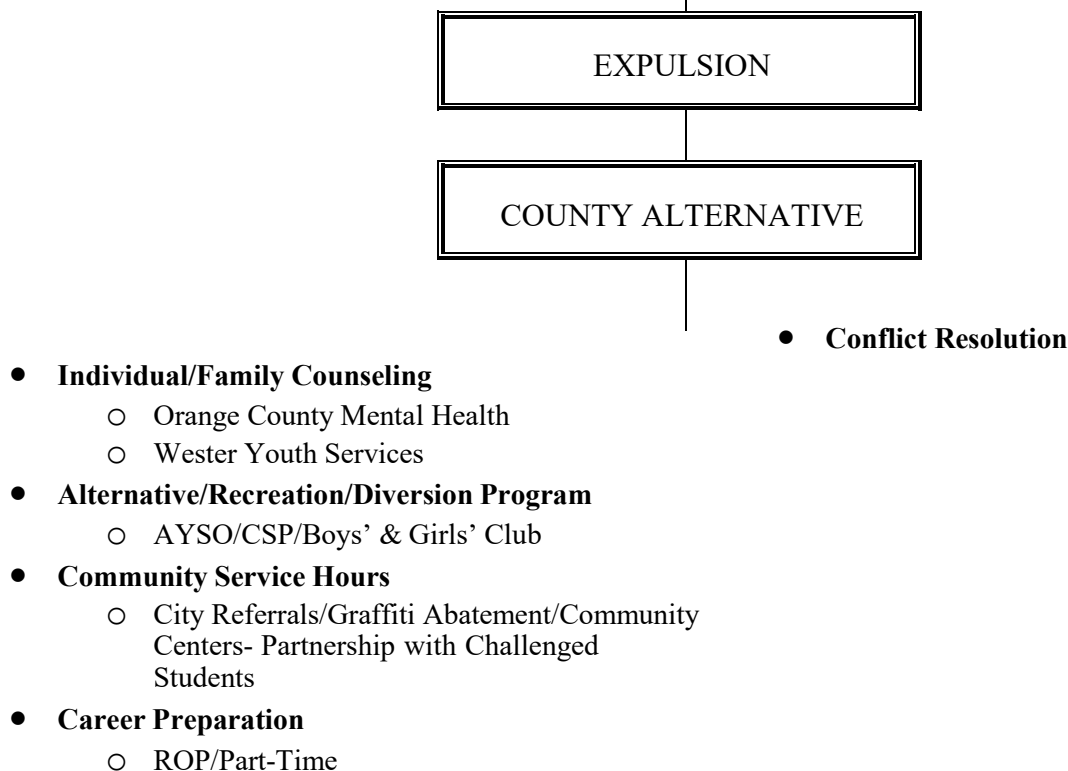 EXPULSION
COUNTY ALTERNATIVE
• Conflict Resolution
• Individual/Family Counseling
o Orange County Mental Health
o Wester Youth Services
• Alternative/Recreation/Diversion Program
o AYSO/CSP/Boys’ & Girls’ Club
• Community Service Hours
o City Referrals/Graffiti Abatement/Community
Centers- Partnership with Challenged
Students
• Career Preparation
o ROP/Part-Time